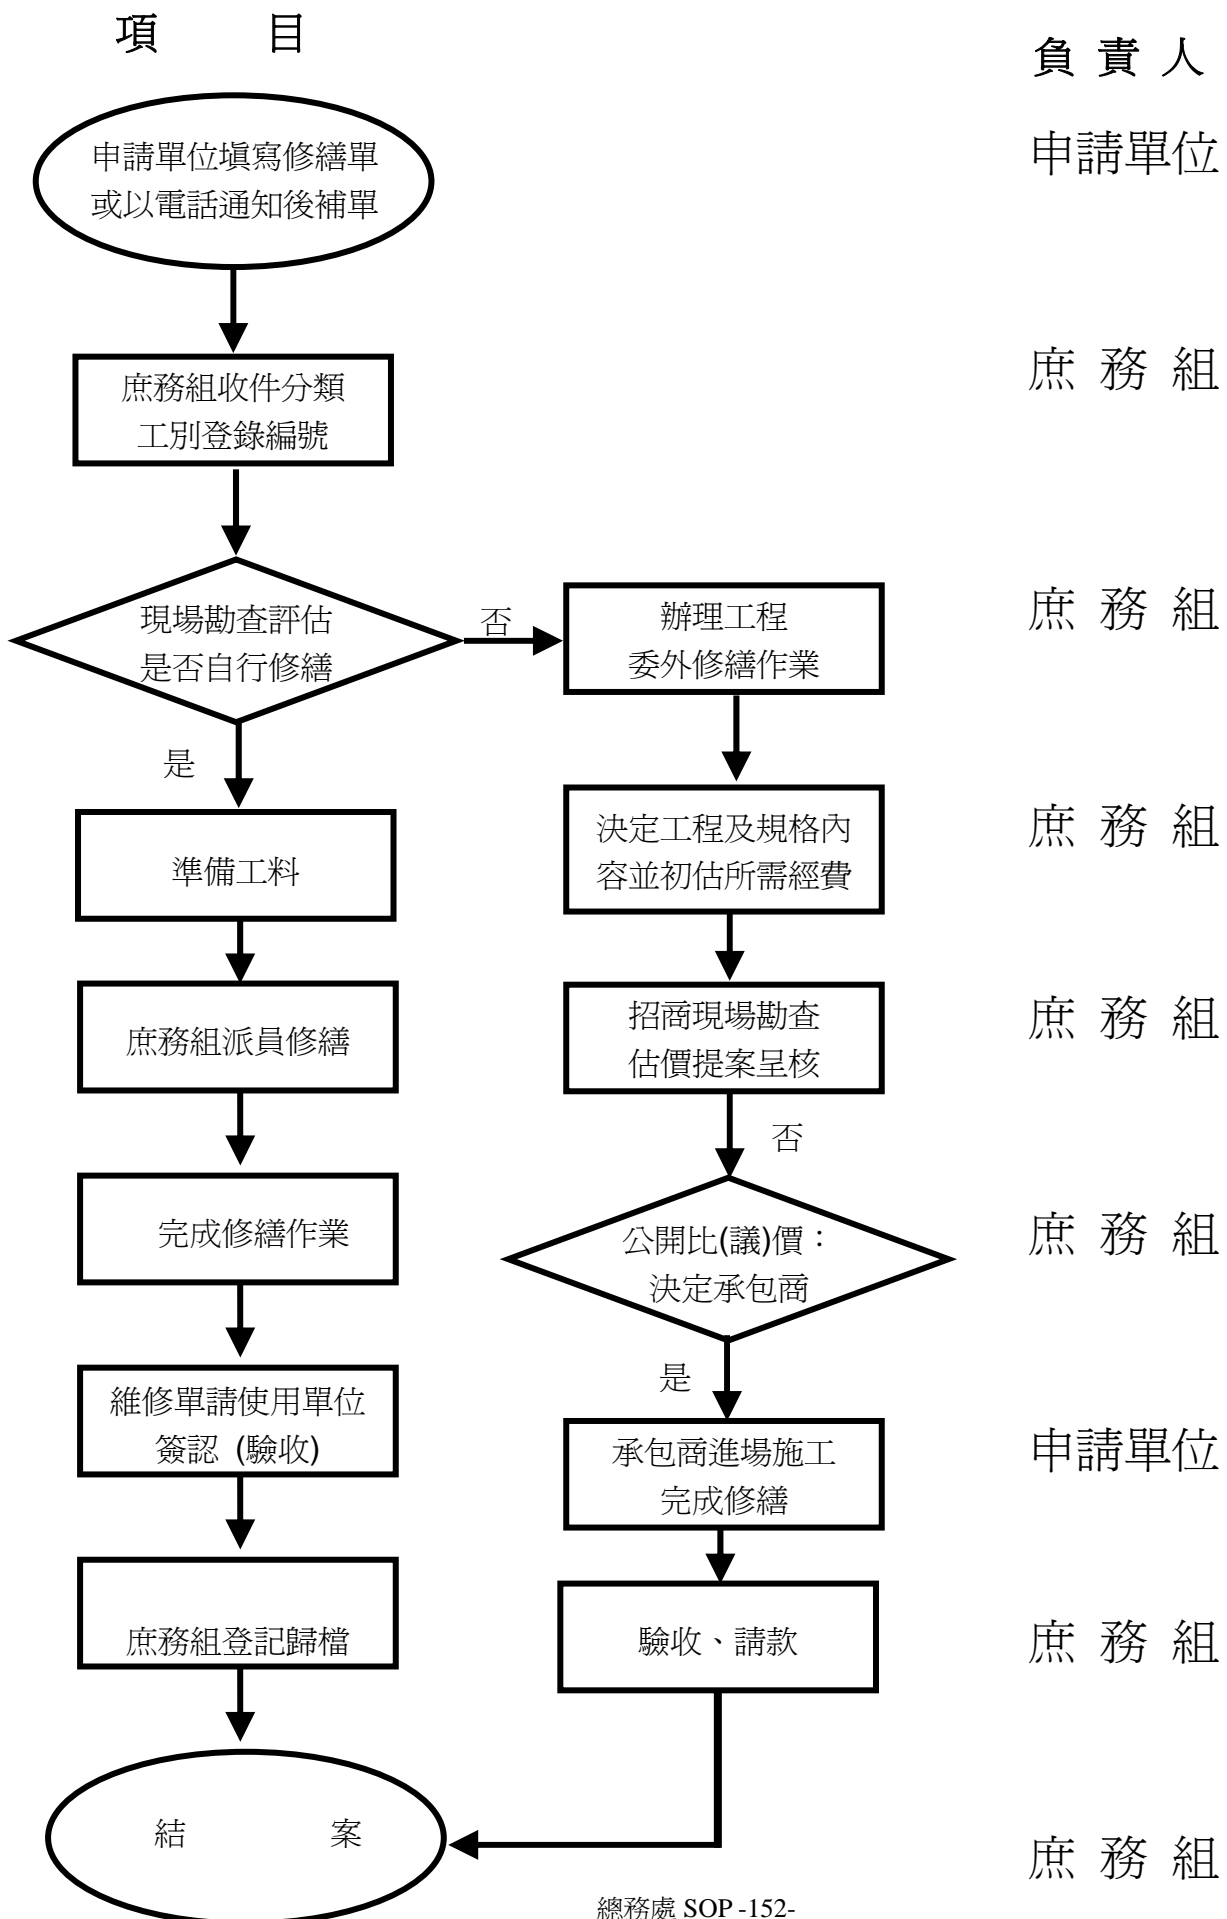 項 目
負 責 人
申請單位填寫修繕單
或以電話通知後補單
申請單位
庶務組收件分類
工別登錄編號
庶 務 組
現場勘查評估
是否自行修繕
否
辦理工程
委外修繕作業
庶 務 組
是
準備工料
決定工程及規格內
容並初估所需經費
庶 務 組
庶務組派員修繕
招商現場勘查
估價提案呈核
庶 務 組
否
完成修繕作業
公開比(議)價：
決定承包商
庶 務 組
是
維修單請使用單位
簽認 (驗收)
承包商進場施工
完成修繕
申請單位
庶務組登記歸檔
驗收、請款
庶 務 組
結 案
庶 務 組
總務處 SOP -152-